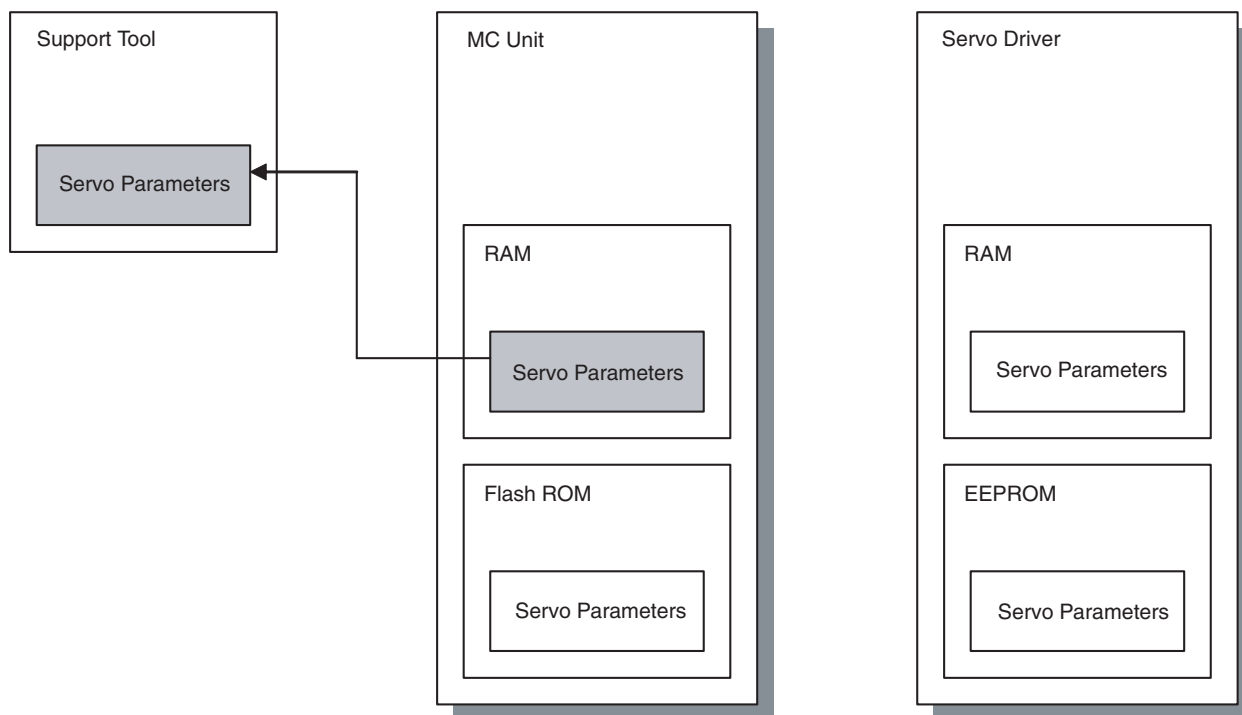 Support Tool
Servo Parameters
MC Unit
RAM
Servo Parameters
Flash ROM
Servo Parameters
Servo Driver
RAM
Servo Parameters
EEPROM
Servo Parameters